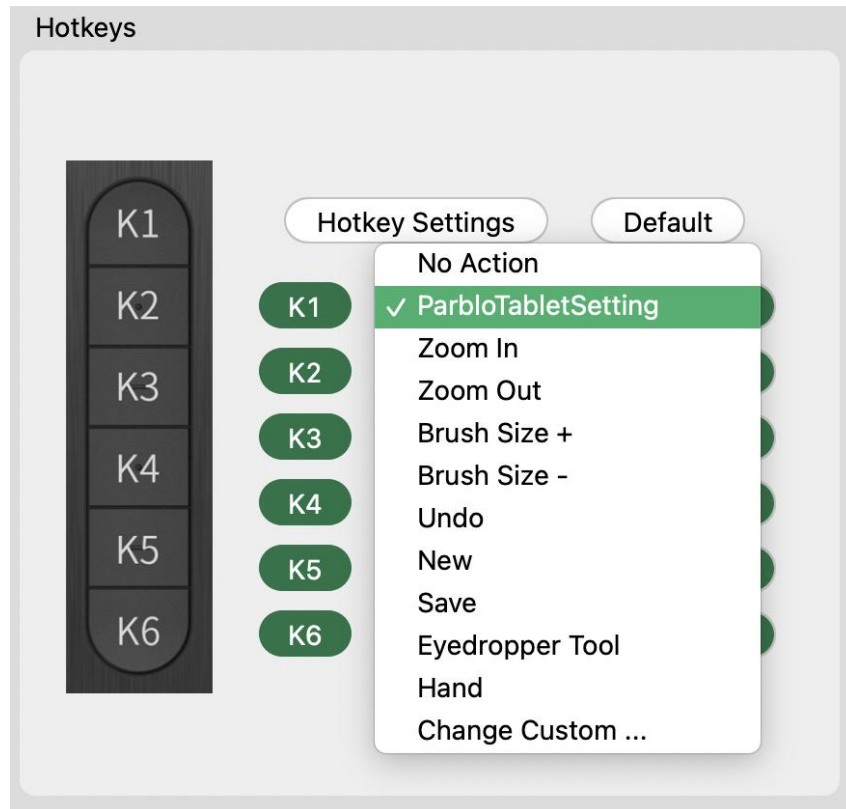 Hotkeys
K1
K2
K3
K4
K5
K6
Hotkey Settings
Default
K1
K2
K3
K4
K5
K6
No Action
✓ ParbloTabletSetting
Zoom In
Zoom Out
Brush Size +
Brush Size -
Undo
New
Save
Eyedropper Tool
Hand
Change Custom ...